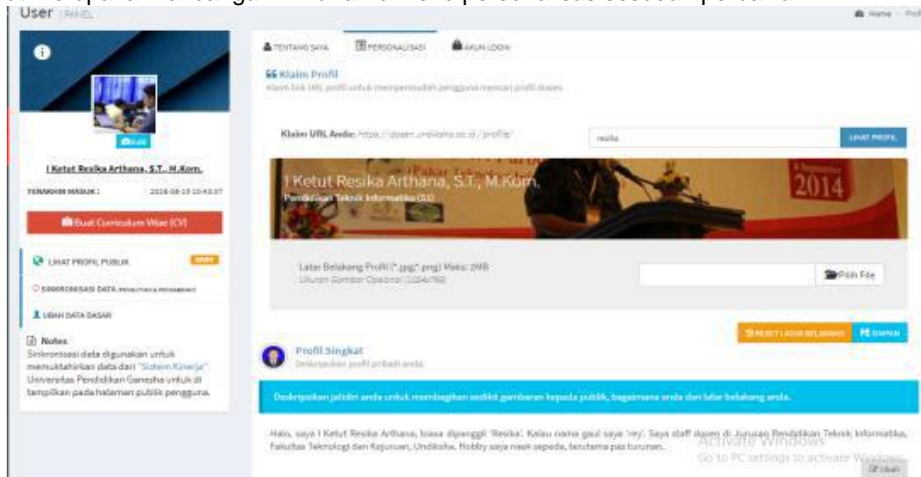 User PANEL
Home
TENTANG SAYA PERSONALISASI AKUN LOGIN
Klaim Profil
Klaim link URL profil untuk mempermudah pengguna mencari profil dosen.
Klaim URL Anda: https://dosen.undiksha.ac.id/profile/ resika LIHAT PROFIL
Edit
I Ketut Resika Arthana, S.T., M.Kom.
TERAKHIR MASUK :
Buat Curriculum Vitae (CV)
LIHAT PROFIL PUBLIK
SINKRONISASI DATA
UBAH DATA DASAR
Notes
Sinkronisasi data digunakan untuk
memuktahirkan data dari "Sistem Kinerja"
Universitas Pendidikan Ganesha untuk di
tampilkan pada halaman publik pengguna.
I Ketut Resika Arthana, S.T., M.Kom.
Pendidikan Teknik Informatika (S1)
2014
Latar Belakang Profil (*.jpg,*.png) Maks: 2MB
Ukuran Gambar Opsional (1024x768)
Pilih File
RESET LATAR BELAKANG SIMPAN
Profil Singkat
Deskripsikan profil pribadi anda.
Deskripsikan jatidiri anda untuk membagikan sedikit gambaran kepada publik, bagaimana anda dan latar belakang anda.
Halo, saya I Ketut Resika Arthana, biasa dipanggil 'Resika'. Kalau nama gaul saya 'rey'. Saya staff dosen di Jurusan Pendidikan Teknik Informatika,
Fakultas Teknologi dan Kejuruan, Undiksha. Hobby saya naik sepeda, terutama pas turunan.
Activate Windows
Go to PC settings to activate Windows.
Ubah